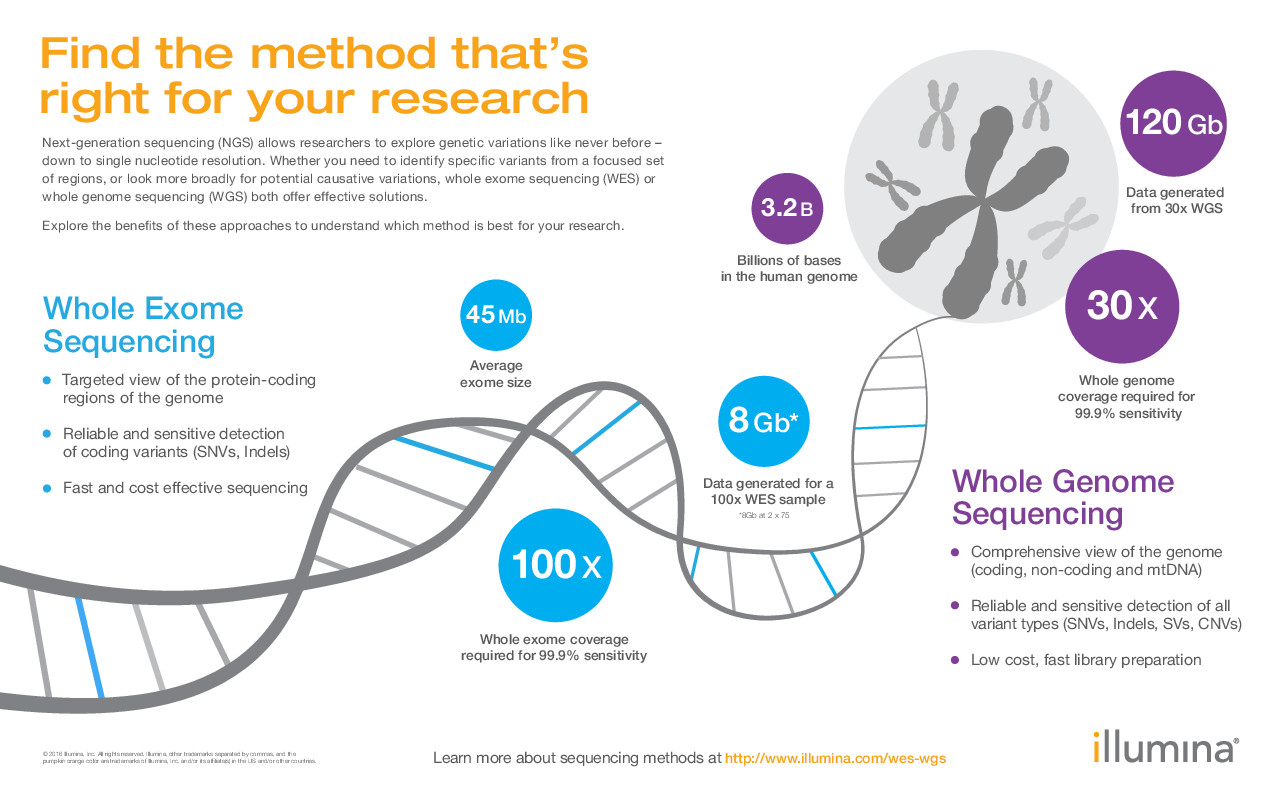 Find the method that's
right for your research
Next-generation sequencing (NGS) allows researchers to explore genetic variations like never before –
down to single nucleotide resolution. Whether you need to identify specific variants from a focused set
of regions, or look more broadly for potential causative variations, whole exome sequencing (WES) or
whole genome sequencing (WGS) both offer effective solutions.
Explore the benefits of these approaches to understand which method is best for your research.
120 Gb
Data generated
from 30x WGS
3.2 B
Billions of bases
in the human genome
30 X
Whole genome
coverage required for
99.9% sensitivity
Whole Exome
Sequencing
• Targeted view of the protein-coding
regions of the genome
• Reliable and sensitive detection
of coding variants (SNVs, Indels)
• Fast and cost effective sequencing
45 Mb
Average
exome size
8 Gb*
Data generated for a
100x WES sample
*8Gb at 2 x 75
100 X
Whole exome coverage
required for 99.9% sensitivity
Whole Genome
Sequencing
• Comprehensive view of the genome
(coding, non-coding and mtDNA)
• Reliable and sensitive detection of all
variant types (SNVs, Indels, SVs, CNVs)
• Low cost, fast library preparation
© 2016 Illumina, Inc. All rights reserved. Illumina, other trademarks separated by commas, and the
pumpkin orange color are trademarks of Illumina, Inc. and/or its affiliate(s) in the US and/or other countries.
Learn more about sequencing methods at http://www.illumina.com/wes-wgs
illumina®